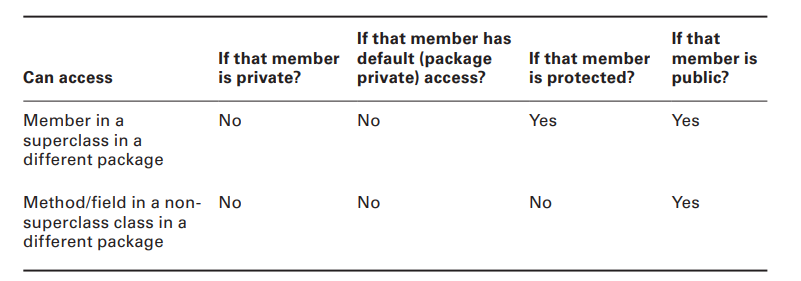 Can access
If that member
is private?
If that member has
default (package
private) access?
If that member
is protected?
If that
member is
public?
Member in a
superclass in a
different package
No
No
Yes
Yes
Method/field in a non-
superclass class in a
different package
No
No
No
Yes